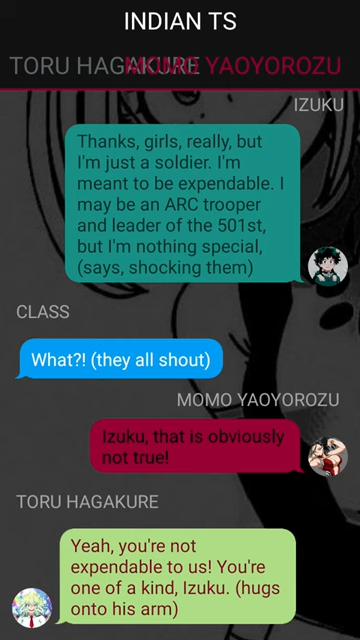 INDIAN TS
TORU HAGAKURE MOMO YAOYOROZU
IZUKU
Thanks, girls, really, but
I'm just a soldier. I'm
meant to be expendable. I
may be an ARC trooper
and leader of the 501st,
but I'm nothing special,
(says, shocking them)
CLASS
What?! (they all shout)
MOMO YAOYOROZU
Izuku, that is obviously
not true!
TORU HAGAKURE
Yeah, you're not
expendable to us! You're
one of a kind, Izuku. (hugs
onto his arm)